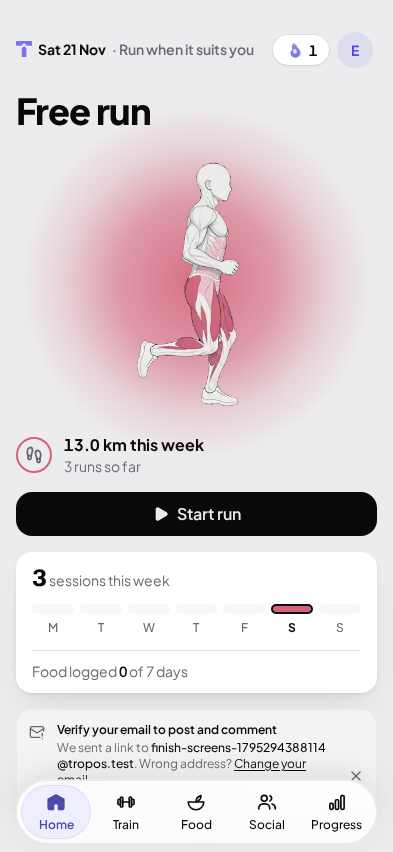 Sat 21 Nov · Run when it suits you
1
E
Free run
13.0 km this week
3 runs so far
Start run
3 sessions this week
M T W T F S S
Food logged 0 of 7 days
Verify your email to post and comment
We sent a link to finish-screens-1795294388114
@tropos.test. Wrong address? Change your
email
Home Train Food Social Progress